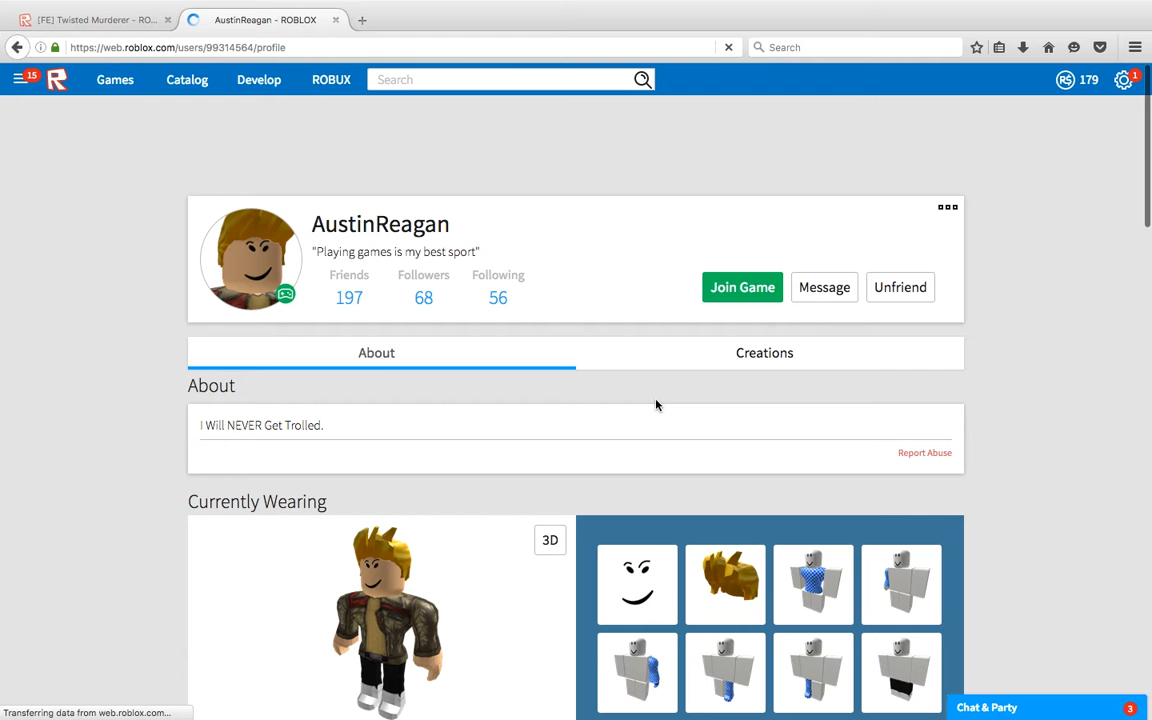 [FE] Twisted Murderer - RO...
AustinReagan - ROBLOX
https://web.roblox.com/users/99314564/profile
Search
15
Games
Catalog
Develop
ROBUX
Search
R$ 179
1
AustinReagan
"Playing games is my best sport"
Friends Followers Following
197 68 56
Join Game Message Unfriend
About Creations
About
I Will NEVER Get Trolled.
Report Abuse
Currently Wearing
3D
Transferring data from web.roblox.com...
Chat & Party 3